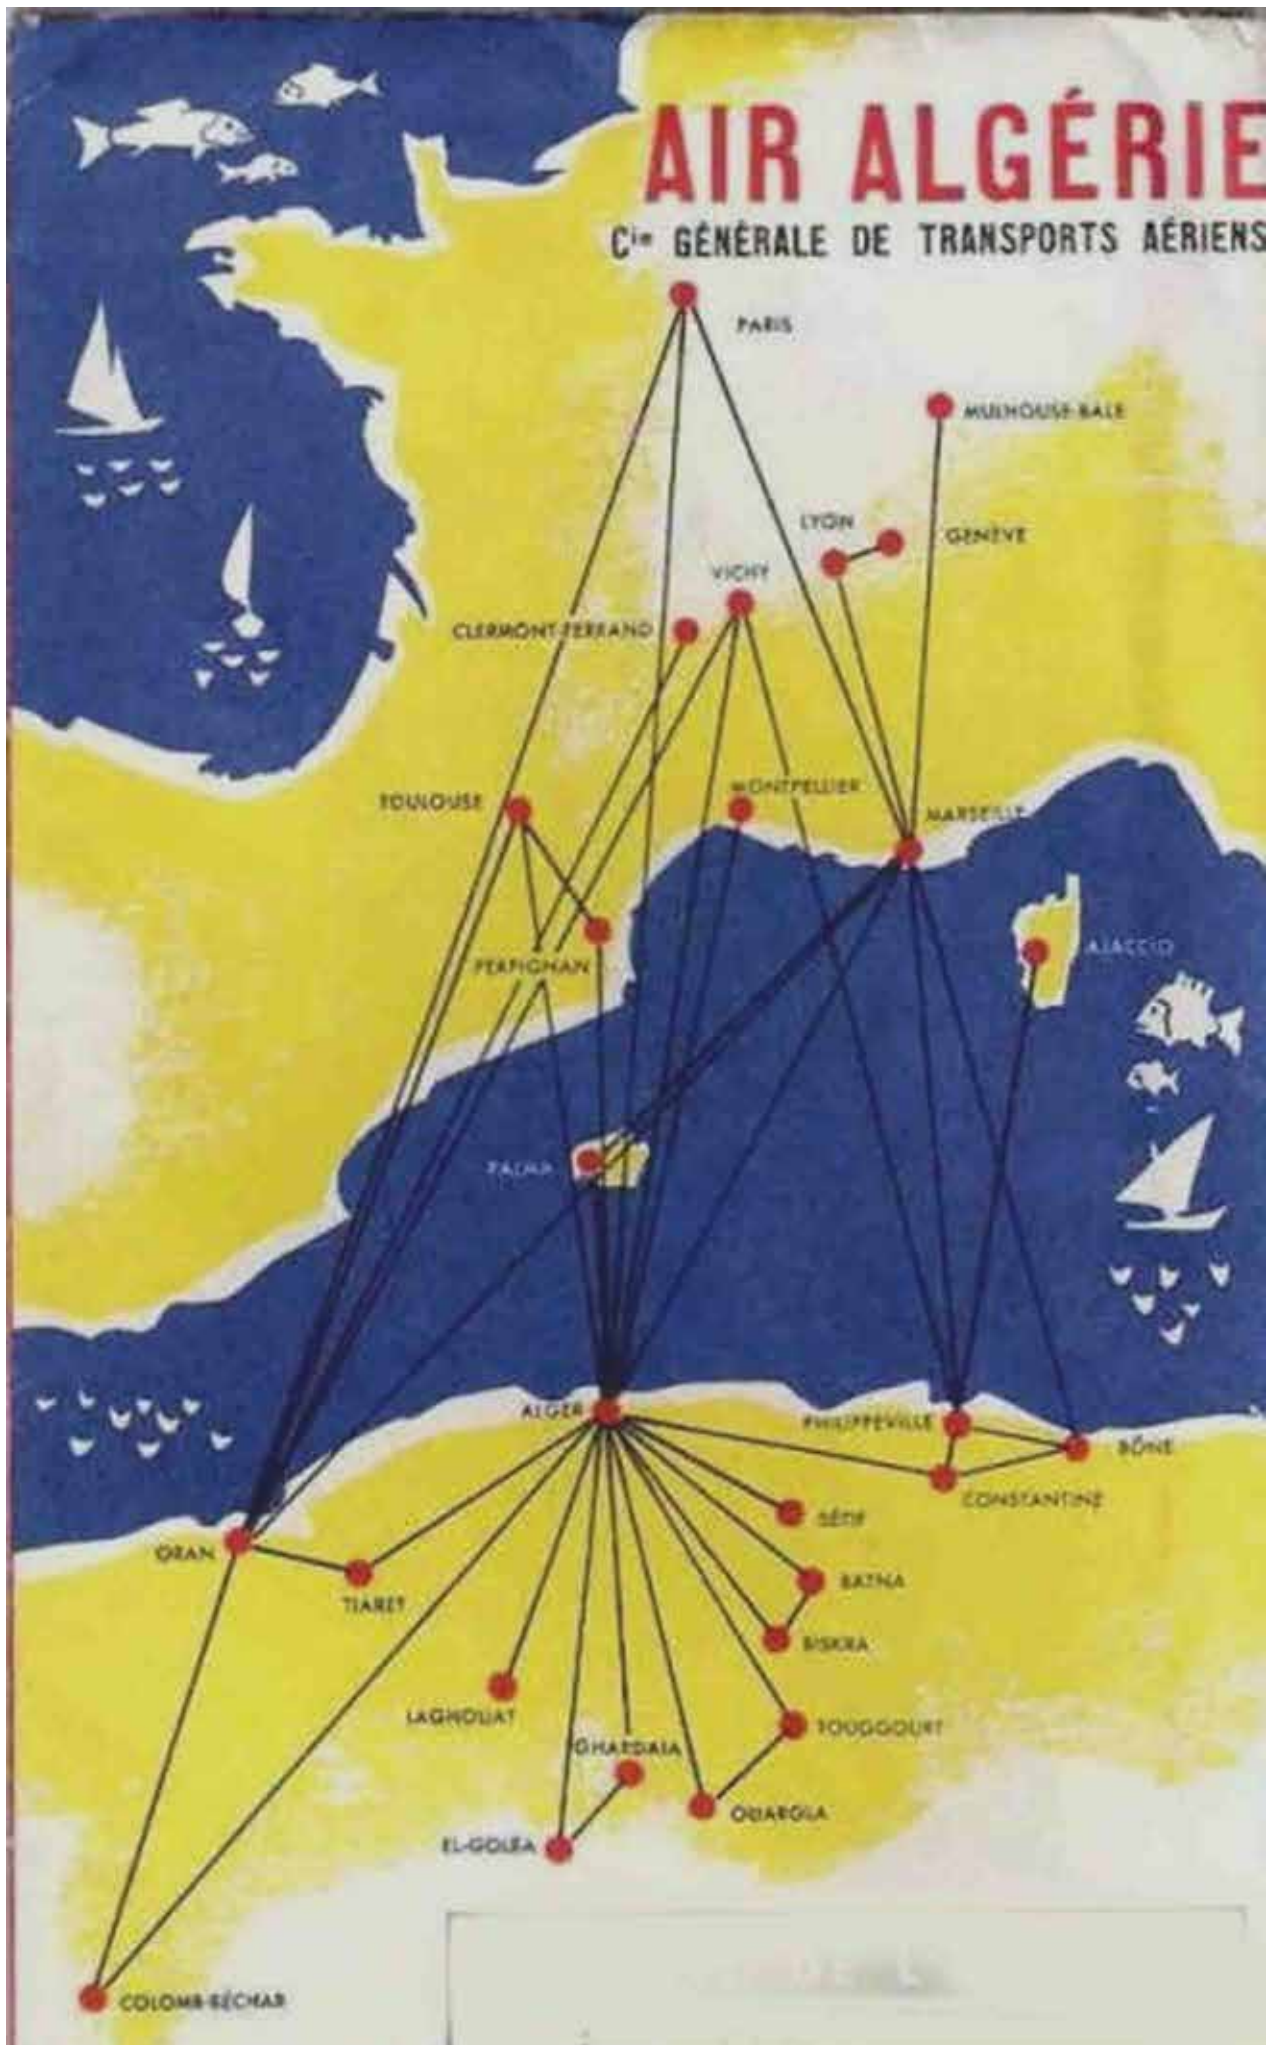 AIR ALGÉRIE
Cie GÉNÉRALE DE TRANSPORTS AÉRIENS
PARIS
MULHOUSE-BALE
LYON
GENÈVE
VICHY
CLERMONT-FERRAND
MONTPELLIER
TOULOUSE
MARSEILLE
AJACCIO
PERPIGNAN
PALMA
ALGER
PHILIPPEVILLE
BÔNE
CONSTANTINE
SÉTIF
ORAN
BATNA
TIARET
BISKRA
LAGHOUAT
TOUGGOURT
GHARDAIA
OUARGLA
EL-GOLÉA
COLOMB-BÉCHAR